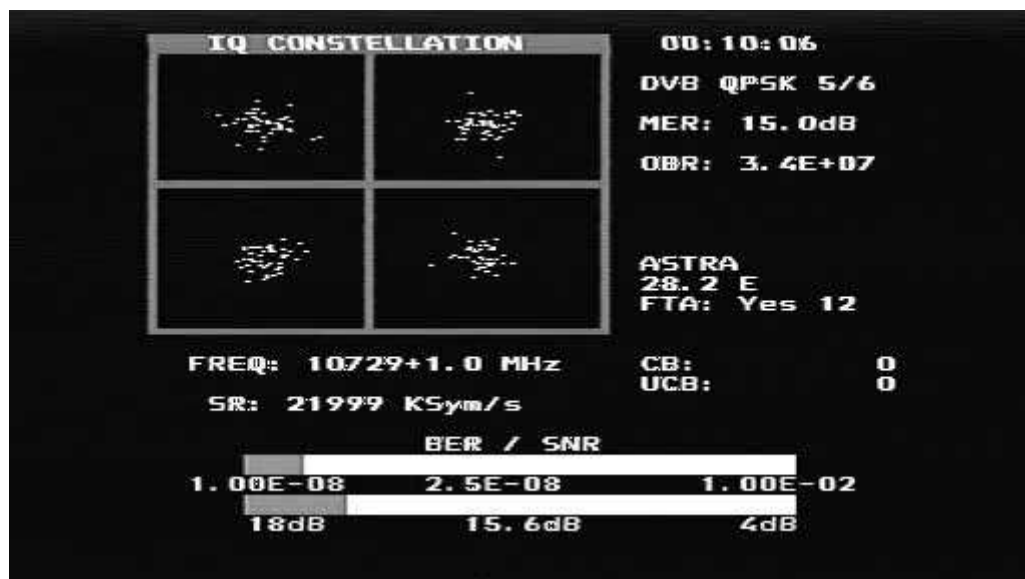 IQ CONSTELLATION
00:10:06
DVB QPSK 5/6
MER: 15.0dB
OBR: 3.4E+07
ASTRA
28.2 E
FTA: Yes 12
FREQ: 10729+1.0 MHz
CB: 0
UCB: 0
SR: 21999 KSym/s
BER / SNR
1.00E-08 2.5E-08 1.00E-02
18dB 15.6dB 4dB